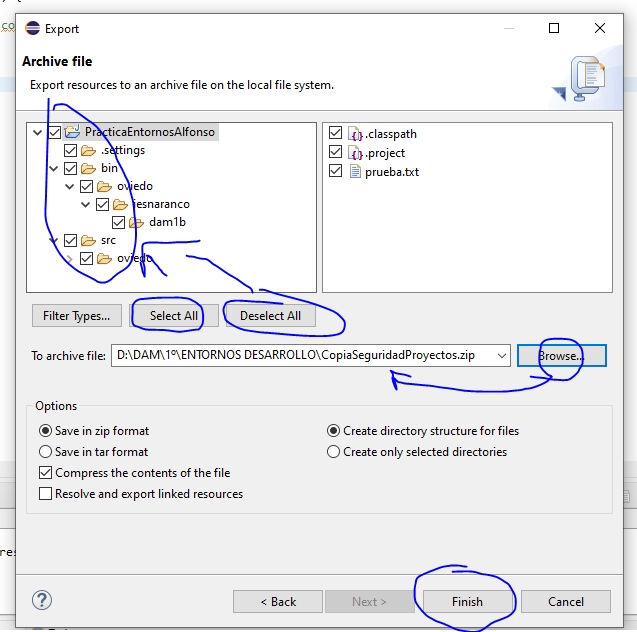 co
Export
Archive file
Export resources to an archive file on the local file system.
PracticaEntornosAlfonso
.settings
bin
oviedo
iesnaranco
dam1b
src
oviedo
.classpath
.project
prueba.txt
Filter Types...
Select All
Deselect All
To archive file:
D:\DAM\1º\ENTORNOS DESARROLLO\CopiaSeguridadProyectos.zip
Browse...
Options
Save in zip format
Create directory structure for files
Save in tar format
Create only selected directories
Compress the contents of the file
Resolve and export linked resources
res
?
< Back
Next >
Finish
Cancel